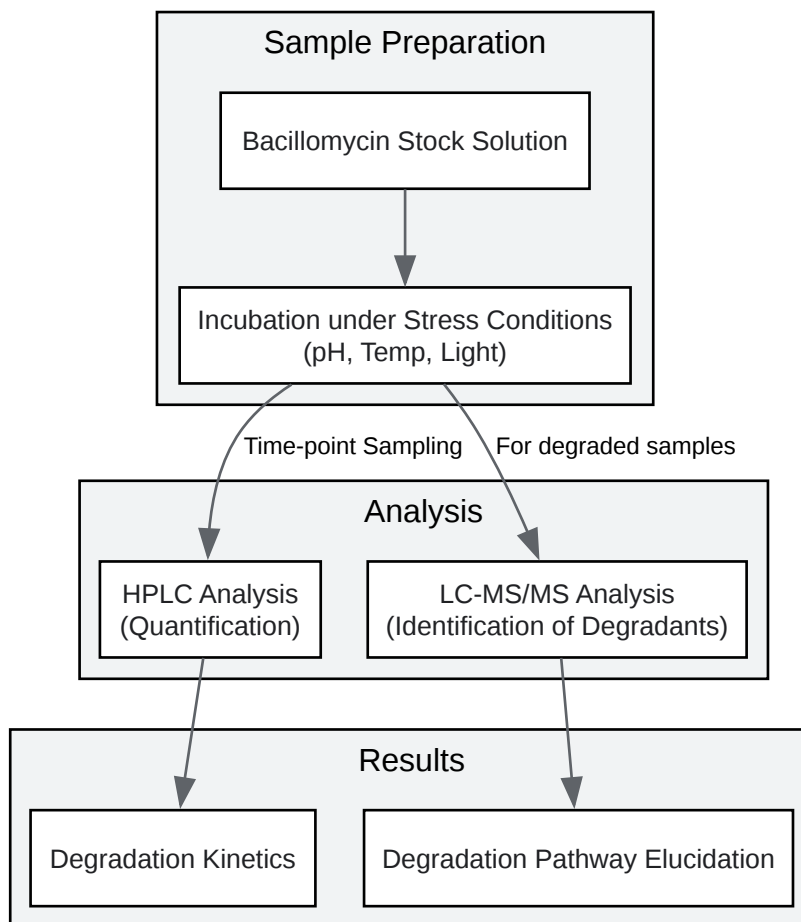 Sample Preparation
Bacillomycin Stock Solution
Incubation under Stress Conditions
(pH, Temp, Light)
Time-point Sampling
For degraded samples
Analysis
HPLC Analysis
(Quantification)
LC-MS/MS Analysis
(Identification of Degradants)
Results
Degradation Kinetics
Degradation Pathway Elucidation